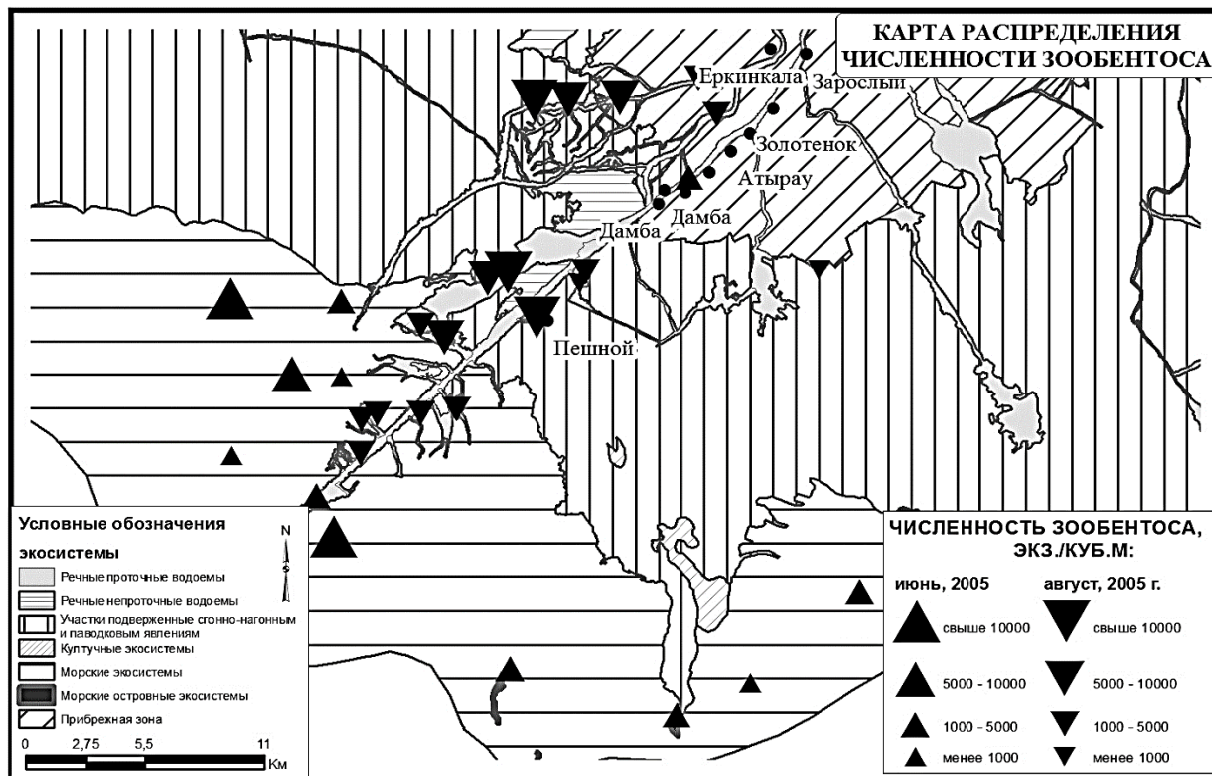 КАРТА РАСПРЕДЕЛЕНИЯ
ЧИСЛЕННОСТИ ЗООБЕНТОСА
Еркинкала
Зарослый
Золотенок
Атырау
Дамба
Дамба
Пешной
Условные обозначения
экосистемы
Речные проточные водоемы
Речные непроточные водоемы
Участки подверженные сгонно-нагонным
и паводковым явлениям
Култучные экосистемы
Морские экосистемы
Морские островные экосистемы
Прибрежная зона
N
0 2,75 5,5 11
Км
ЧИСЛЕННОСТЬ ЗООБЕНТОСА,
ЭКЗ./КУБ.М:
июнь, 2005 август, 2005 г.
свыше 10000 свыше 10000
5000 - 10000 5000 - 10000
1000 - 5000 1000 - 5000
менее 1000 менее 1000